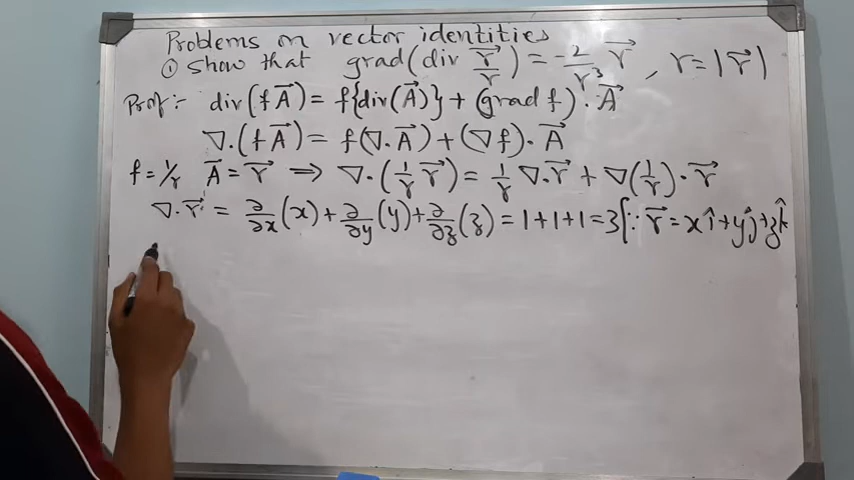 Problems on vector identities
① Show that grad(div r⃗/r) = -2/r³ r⃗ , r = |r⃗|
Prof :- div(fA⃗) = f{div(A⃗)} + (grad f) . A⃗
∇.(fA⃗) = f(∇.A⃗) + (∇f) . A⃗
f = 1/r A⃗ = r⃗ ⇒ ∇.(1/r r⃗) = 1/r ∇.r⃗ + ∇(1/r) . r⃗
∇.r⃗ = ∂/∂x (x) + ∂/∂y (y) + ∂/∂z (z) = 1+1+1 = 3 [∵ r⃗ = xî + yĵ + zk̂